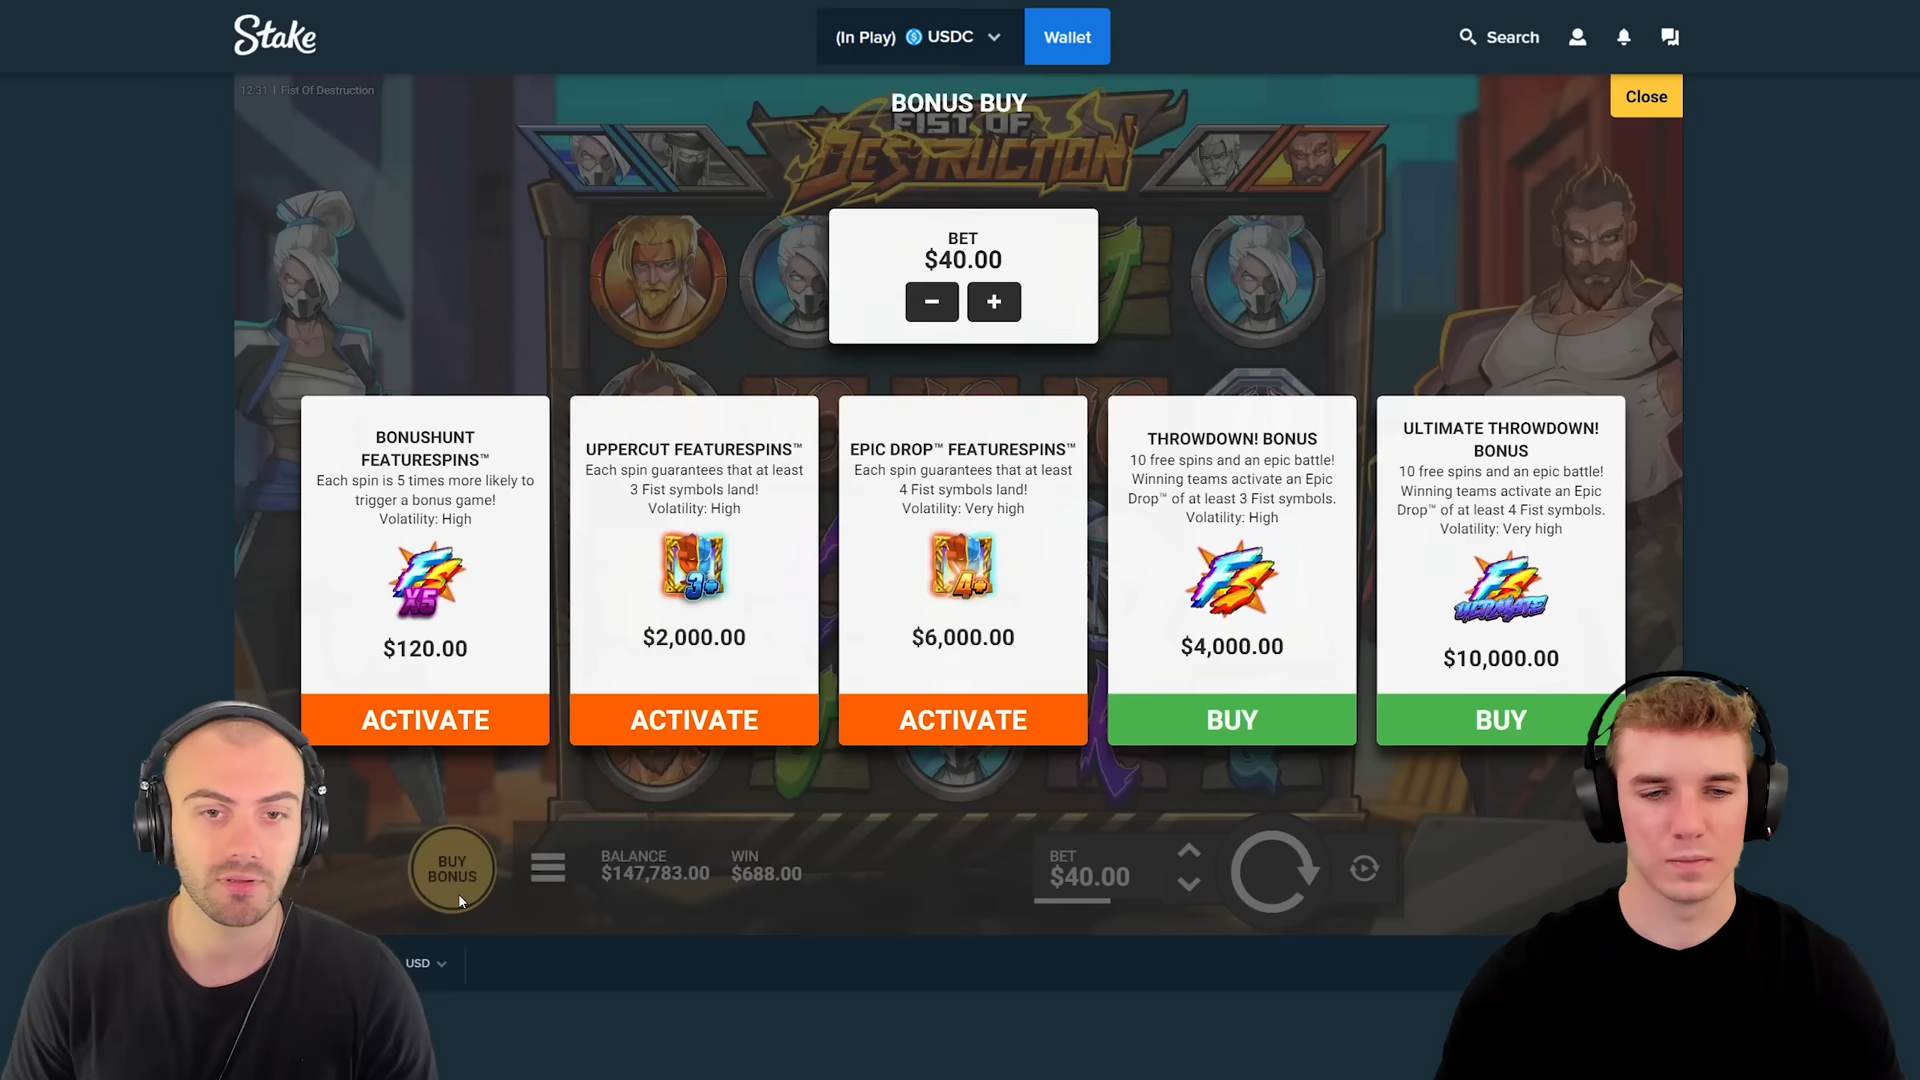 Stake
(In Play) USDC
Wallet
Search
12:31 | Fist Of Destruction
BONUS BUY
Close
FIST OF
DESTRUCTION
BET
$40.00
− +
BONUSHUNT
FEATURESPINS™
Each spin is 5 times more likely to
trigger a bonus game!
Volatility: High
FS
X5
$120.00
ACTIVATE
UPPERCUT FEATURESPINS™
Each spin guarantees that at least
3 Fist symbols land!
Volatility: High
3+
$2,000.00
ACTIVATE
EPIC DROP™ FEATURESPINS™
Each spin guarantees that at least
4 Fist symbols land!
Volatility: Very high
4+
$6,000.00
ACTIVATE
THROWDOWN! BONUS
10 free spins and an epic battle!
Winning teams activate an Epic
Drop™ of at least 3 Fist symbols.
Volatility: High
FS
$4,000.00
BUY
ULTIMATE THROWDOWN!
BONUS
10 free spins and an epic battle!
Winning teams activate an Epic
Drop™ of at least 4 Fist symbols.
Volatility: Very high
FS
ULTIMATE
$10,000.00
BUY
BUY
BONUS
BALANCE
$147,783.00
WIN
$688.00
BET
$40.00
USD